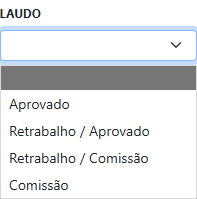 LAUDO
Aprovado
Retrabalho / Aprovado
Retrabalho / Comissão
Comissão